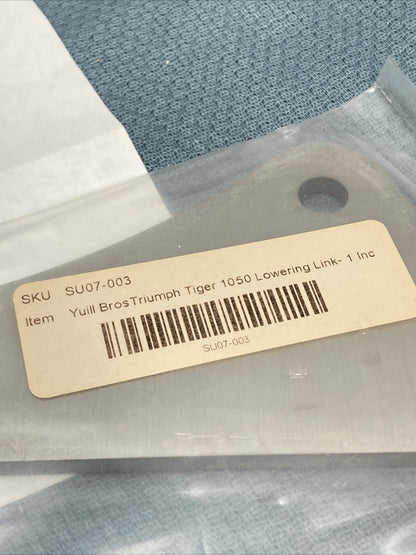 SKU SU07-003
Item Yuill BrosTriumph Tiger 1050 Lowering Link- 1 Inc
SU07-003